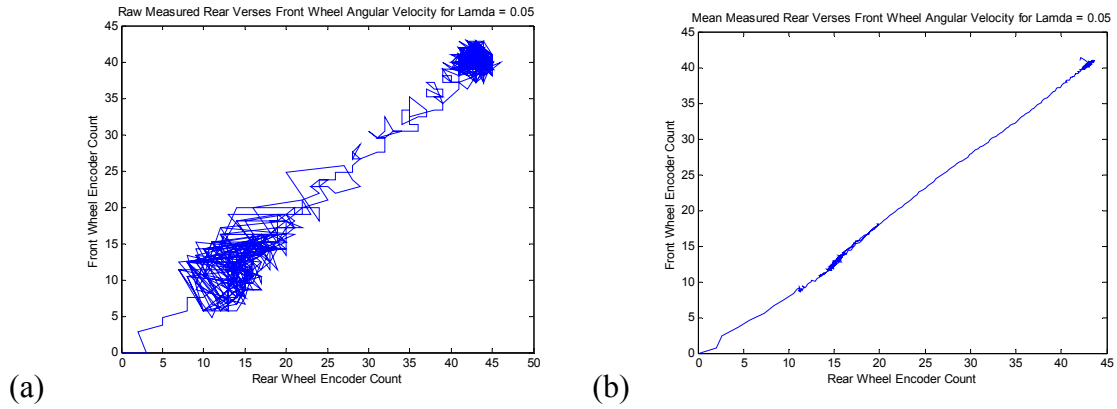 Raw Measured Rear Verses Front Wheel Angular Velocity for Lamda = 0.05
45
40
35
30
25
20
15
10
5
0
Front Wheel Encoder Count
0 5 10 15 20 25 30 35 40 45 50
Rear Wheel Encoder Count
(a)
Mean Measured Rear Verses Front Wheel Angular Velocity for Lamda = 0.05
45
40
35
30
25
20
15
10
5
0
Front Wheel Encoder Count
0 5 10 15 20 25 30 35 40 45
Rear Wheel Encoder Count
(b)